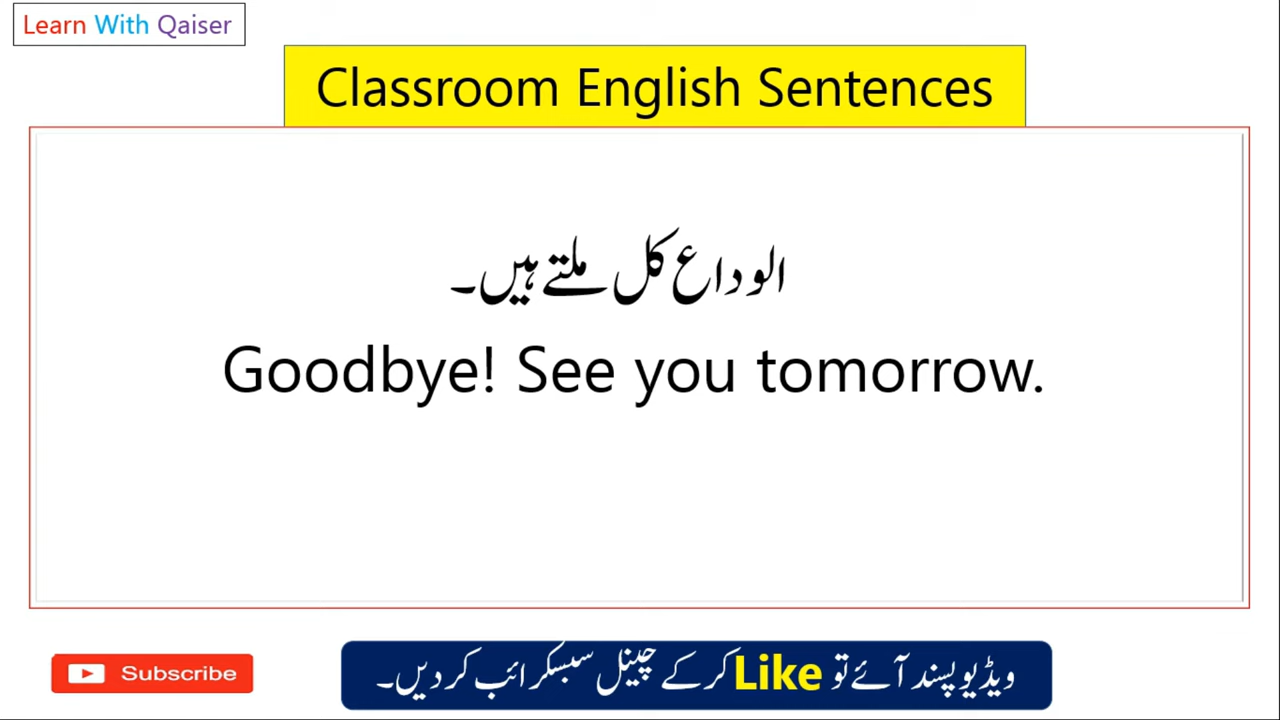 Learn With Qaiser
Classroom English Sentences
الوداع کل ملتے ہیں۔
Goodbye! See you tomorrow.
Subscribe
ویڈیو پسند آئے تو Like کر کے چینل سبسکرائب کر دیں۔